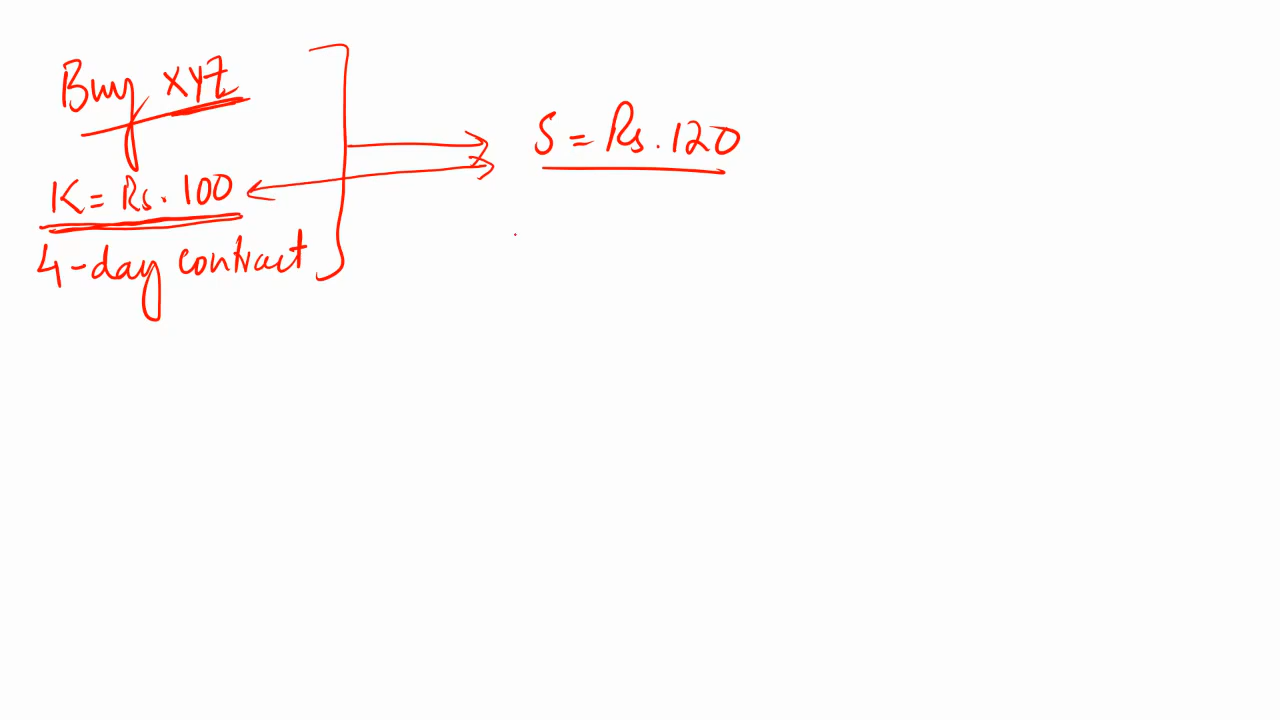 Buy XYZ
K = Rs. 100
4-day contract
S = Rs. 120